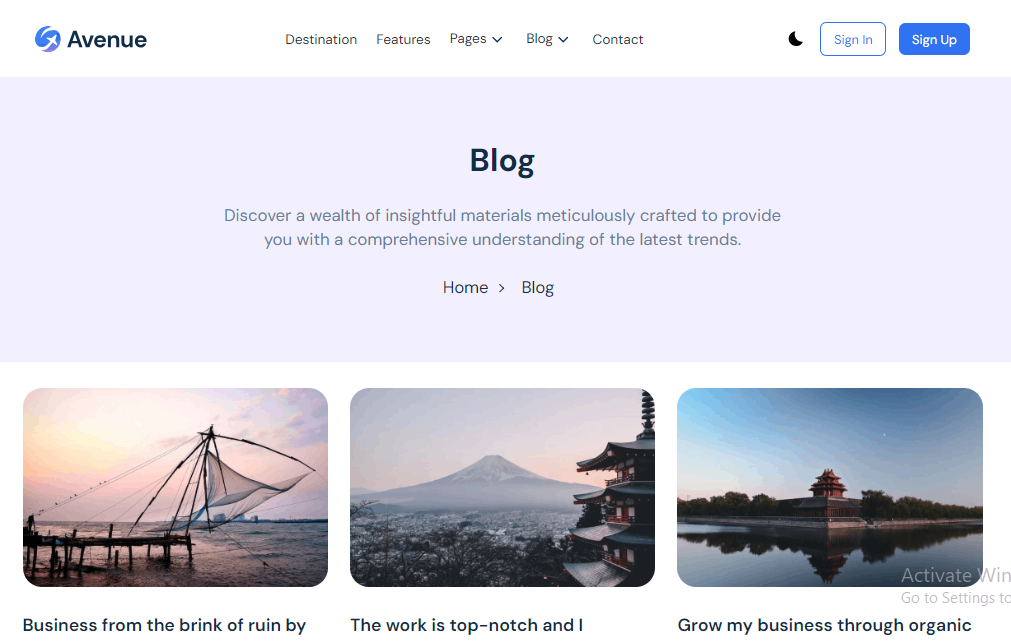 Avenue
Destination Features Pages Blog Contact
Sign In
Sign Up
Blog
Discover a wealth of insightful materials meticulously crafted to provide
you with a comprehensive understanding of the latest trends.
Home > Blog
Activate Win
Go to Settings to
Business from the brink of ruin by
The work is top-notch and I
Grow my business through organic